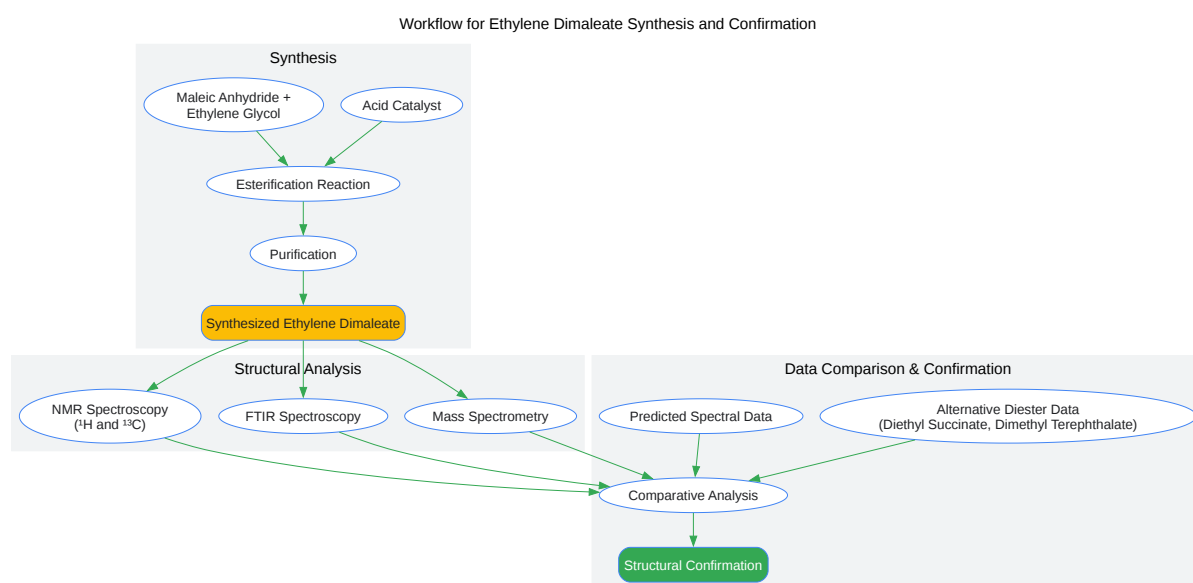 Workflow for Ethylene Dimaleate Synthesis and Confirmation
Synthesis
Maleic Anhydride +
Ethylene Glycol
Acid Catalyst
Esterification Reaction
Purification
Synthesized Ethylene Dimaleate
Structural Analysis
NMR Spectroscopy
(¹H and ¹³C)
FTIR Spectroscopy
Mass Spectrometry
Data Comparison & Confirmation
Predicted Spectral Data
Alternative Diester Data
(Diethyl Succinate, Dimethyl Terephthalate)
Comparative Analysis
Structural Confirmation